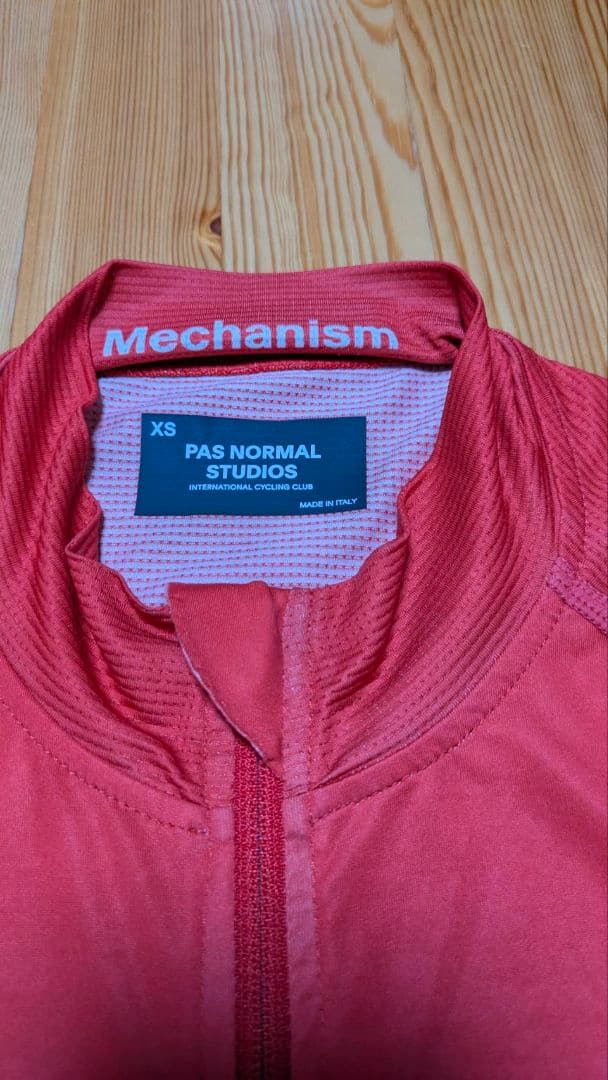 Mechanism
XS
PAS NORMAL
STUDIOS
INTERNATIONAL CYCLING CLUB
MADE IN ITALY